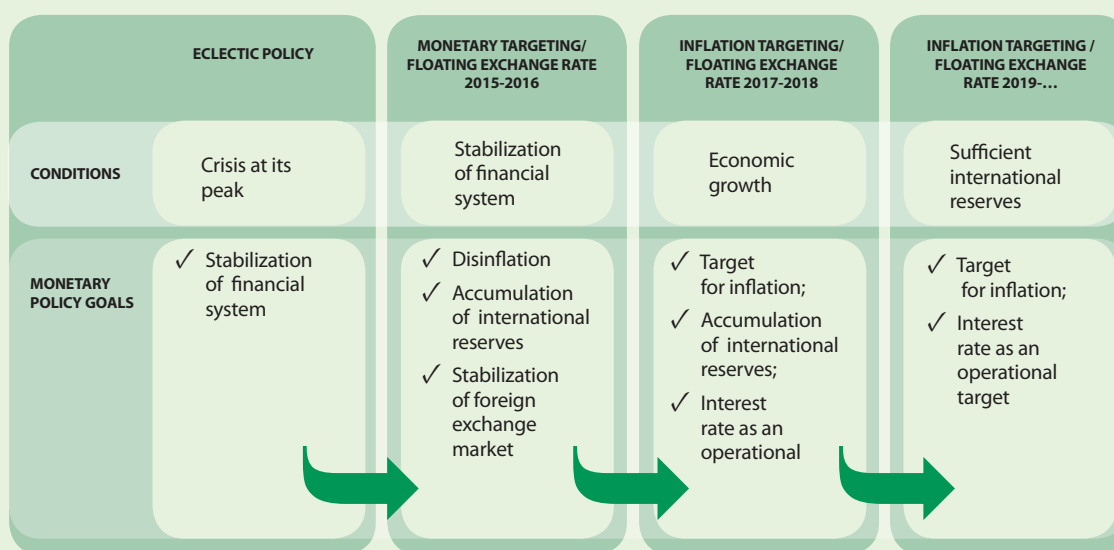 ECLECTIC POLICY
MONETARY TARGETING/
FLOATING EXCHANGE RATE
2015-2016
INFLATION TARGETING/
FLOATING EXCHANGE
RATE 2017-2018
INFLATION TARGETING /
FLOATING EXCHANGE
RATE 2019-…
CONDITIONS
Crisis at its
peak
Stabilization
of financial
system
Economic
growth
Sufficient
international
reserves
MONETARY
POLICY GOALS
✓ Stabilization
of financial
system
✓ Disinflation
✓ Accumulation
of international
reserves
✓ Stabilization
of foreign
exchange
market
✓ Target
for inflation;
✓ Accumulation
of international
reserves;
✓ Interest
rate as an
operational
✓ Target
for inflation;
✓ Interest
rate as an
operational
target